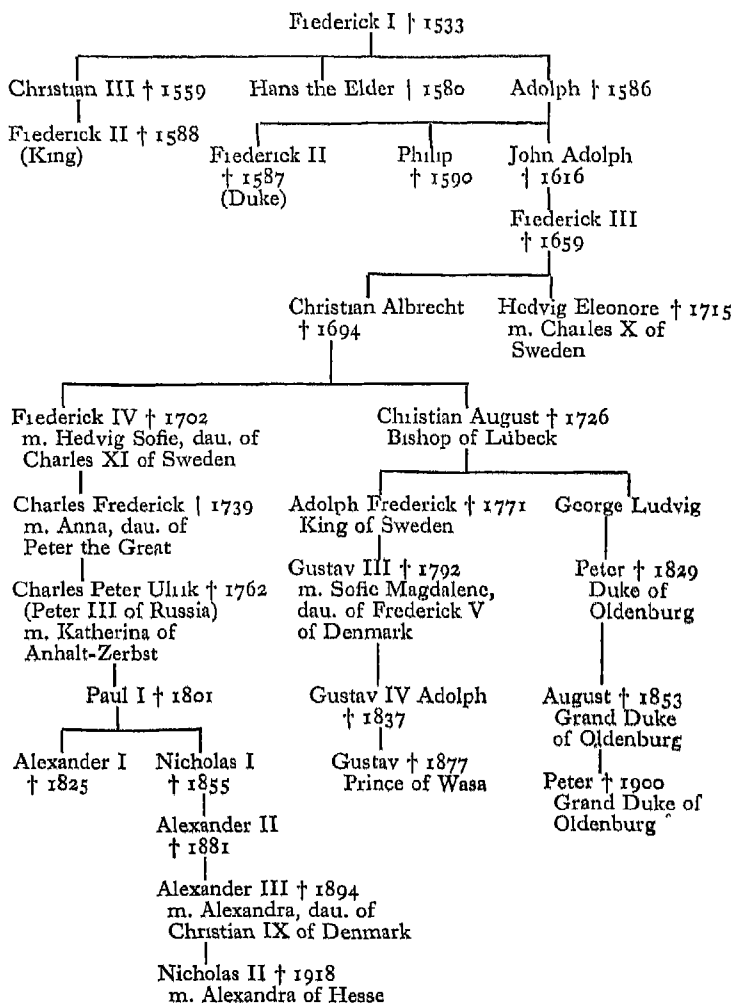 Frederick I † 1533
Christian III † 1559
Hans the Elder † 1580
Adolph † 1586
Frederick II † 1588
(King)
Frederick II
† 1587
(Duke)
Philip
† 1590
John Adolph
† 1616
Frederick III
† 1659
Christian Albrecht
† 1694
Hedvig Eleonore † 1715
m. Charles X of
Sweden
Frederick IV † 1702
m. Hedvig Sofie, dau. of
Charles XI of Sweden
Christian August † 1726
Bishop of Lübeck
Charles Frederick † 1739
m. Anna, dau. of
Peter the Great
Adolph Frederick † 1771
King of Sweden
George Ludvig
Charles Peter Ulrik † 1762
(Peter III of Russia)
m. Katherina of
Anhalt-Zerbst
Gustav III † 1792
m. Sofie Magdalene,
dau. of Frederick V
of Denmark
Peter † 1829
Duke of
Oldenburg
Paul I † 1801
Gustav IV Adolph
† 1837
August † 1853
Grand Duke
of Oldenburg
Alexander I
† 1825
Nicholas I
† 1855
Gustav † 1877
Prince of Wasa
Peter † 1900
Grand Duke of
Oldenburg
Alexander II
† 1881
Alexander III † 1894
m. Alexandra, dau. of
Christian IX of Denmark
Nicholas II † 1918
m. Alexandra of Hesse